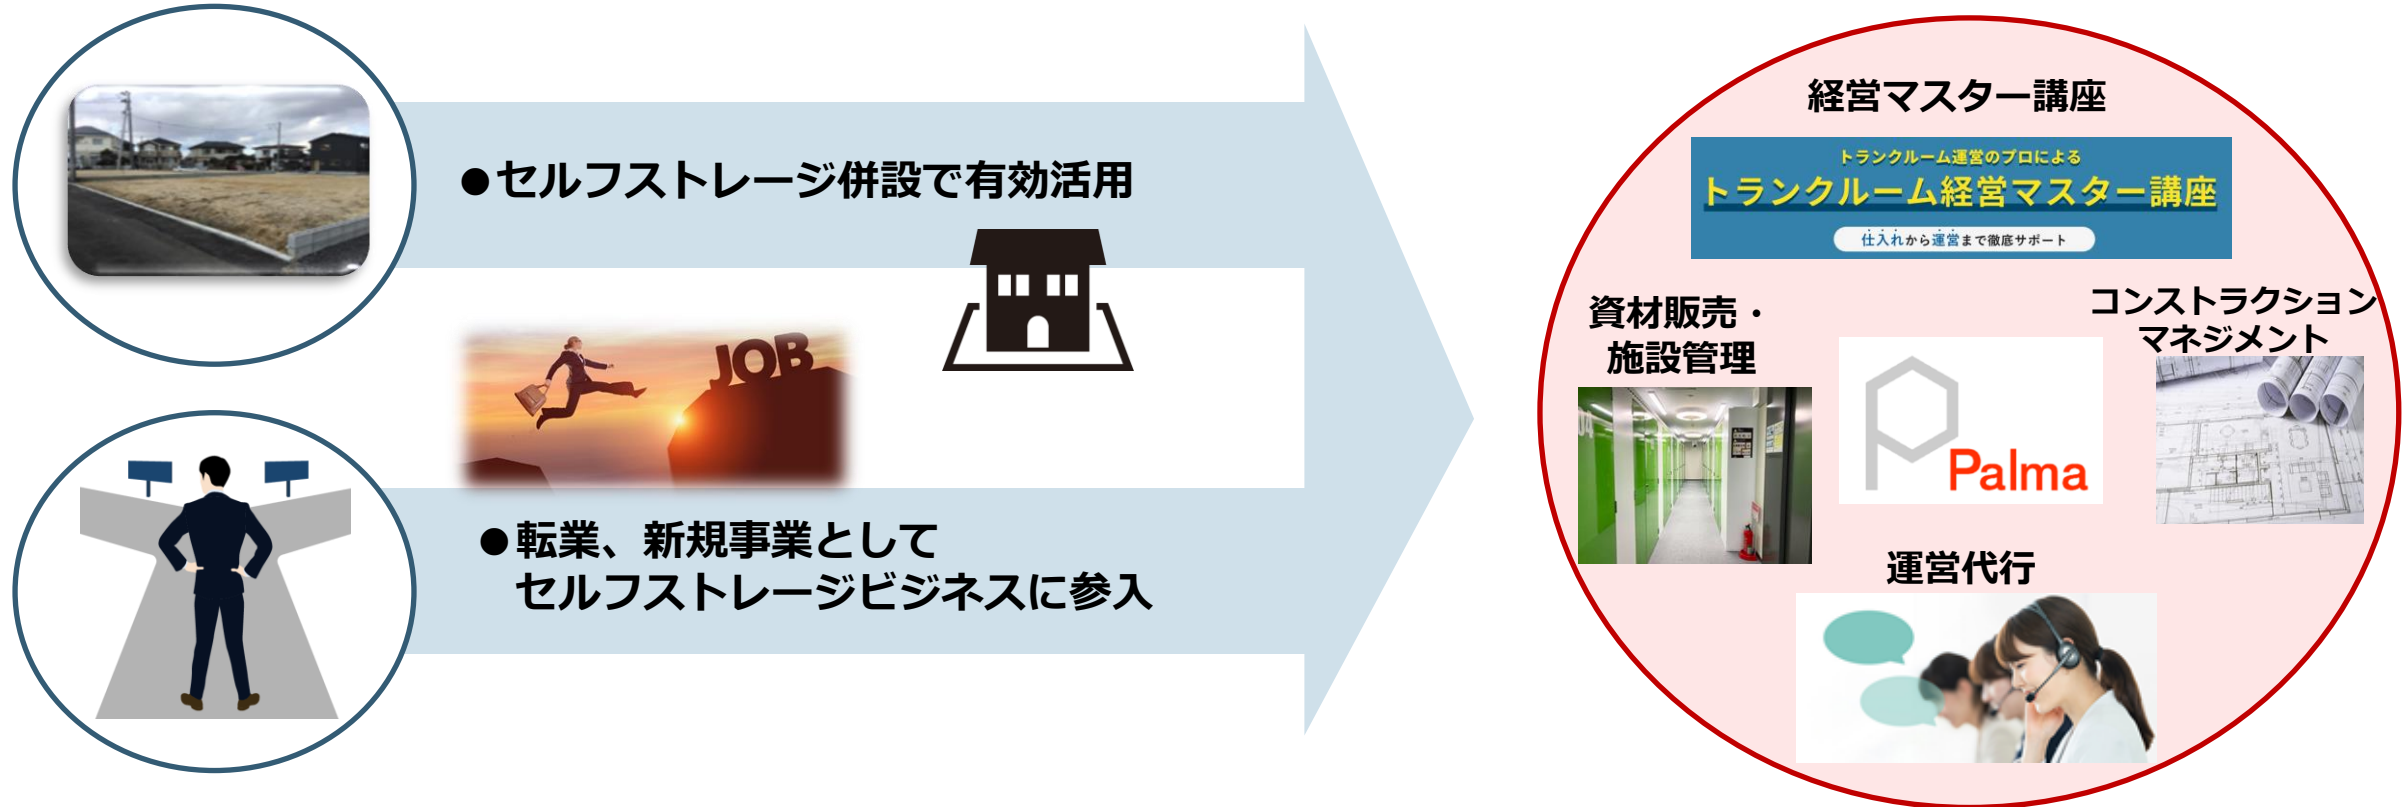 ●セルフストレージ併設で有効活用
JOB
●転業、新規事業として
セルフストレージビジネスに参入
経営マスター講座
トランクルーム運営のプロによる
トランクルーム経営マスター講座
仕入れから運営まで徹底サポート
資材販売・
施設管理
コンストラクション
マネジメント
Palma
運営代行